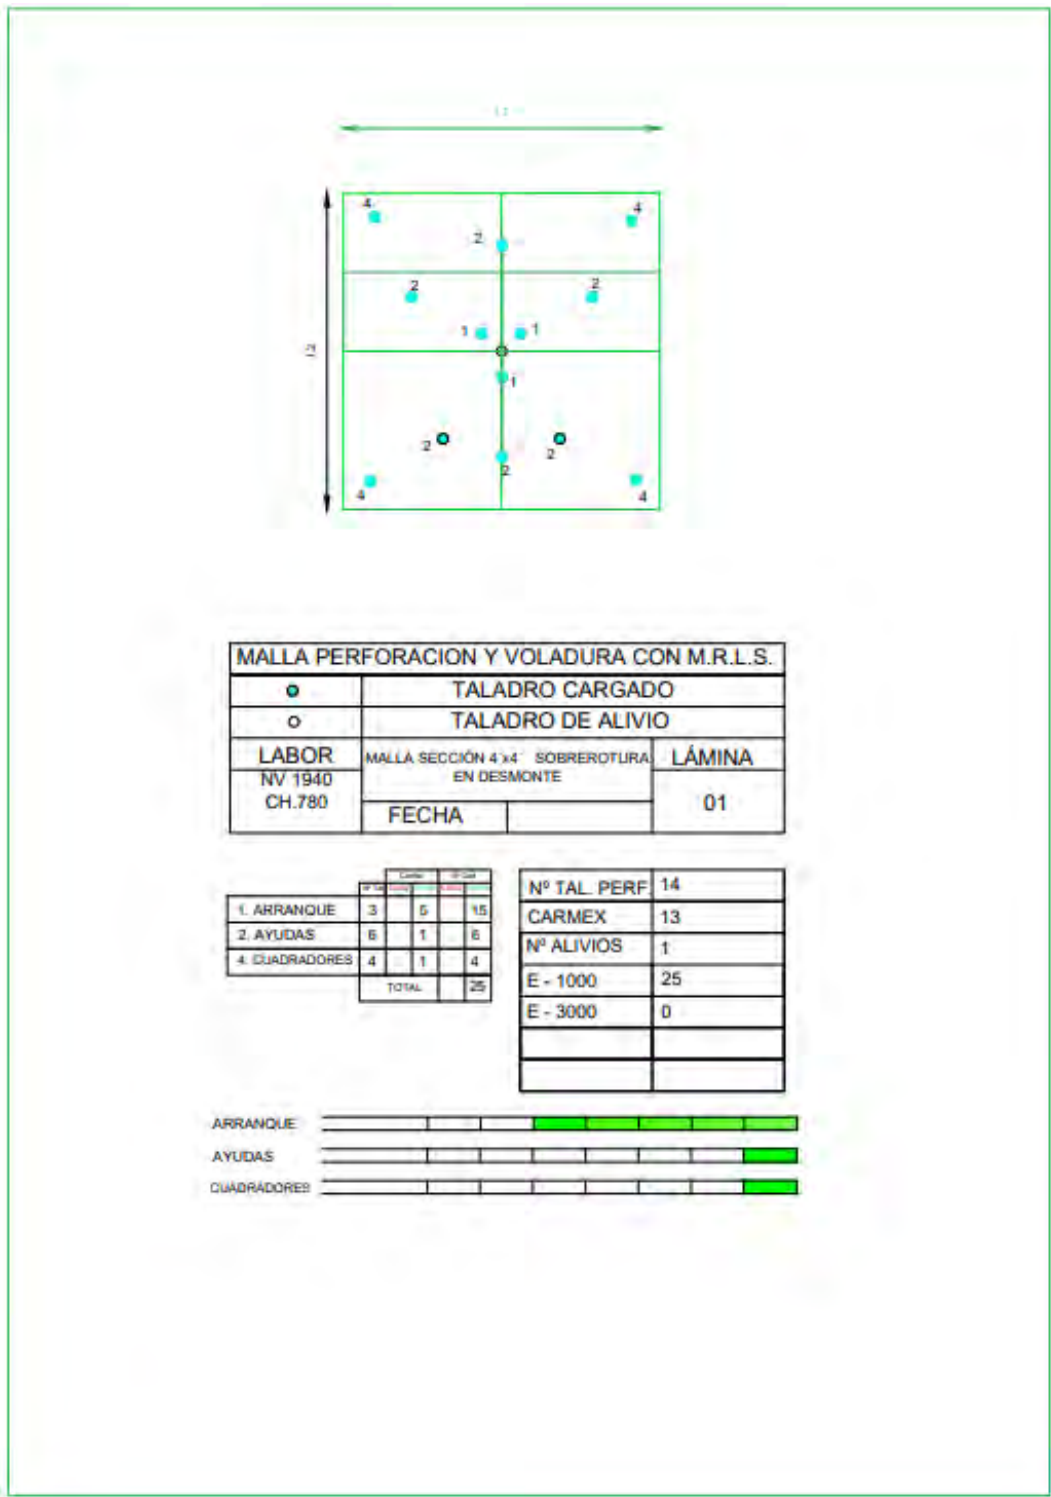 4
4
2
2
2
1
1
1
2
2
2
4
4
MALLA PERFORACION Y VOLADURA CON M.R.L.S.
TALADRO CARGADO
TALADRO DE ALIVIO
LABOR
NV 1940
CH.780
MALLA SECCIÓN 4´x4´ SOBREROTURA
EN DESMONTE
FECHA
LÁMINA
01
1. ARRANQUE 3 5 15
2. AYUDAS 6 1 6
4. CUADRADORES 4 1 4
TOTAL 25
Nº TAL. PERF. 14
CARMEX 13
Nº ALIVIOS 1
E - 1000 25
E - 3000 0
ARRANQUE
AYUDAS
CUADRADORES